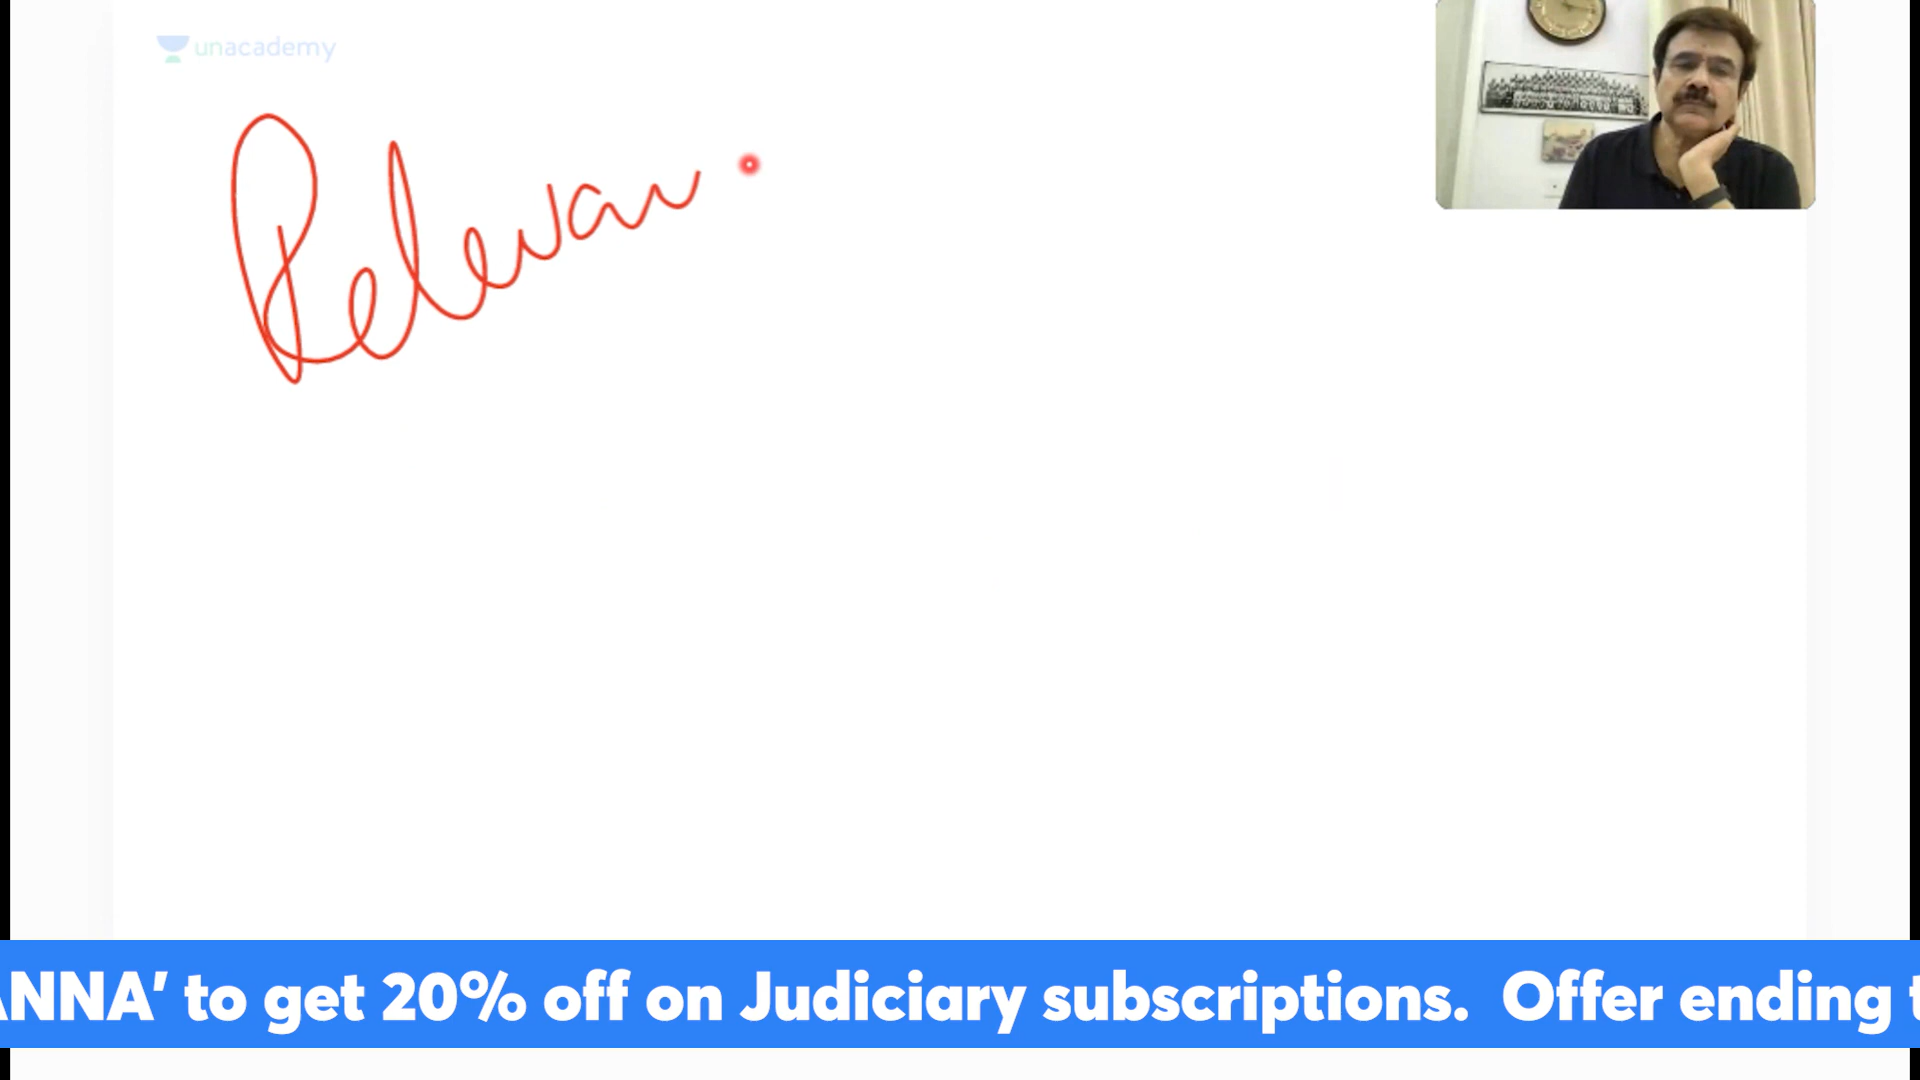 unacademy
Relevan
ANNA’ to get 20% off on Judiciary subscriptions. Offer ending t